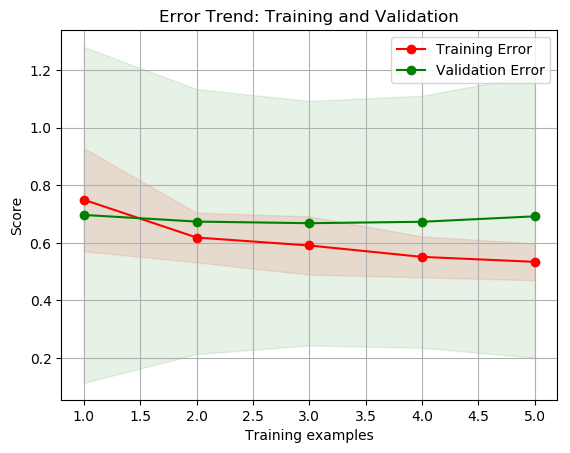 Error Trend: Training and Validation
Training Error
Validation Error
Score
1.2
1.0
0.8
0.6
0.4
0.2
1.0 1.5 2.0 2.5 3.0 3.5 4.0 4.5 5.0
Training examples